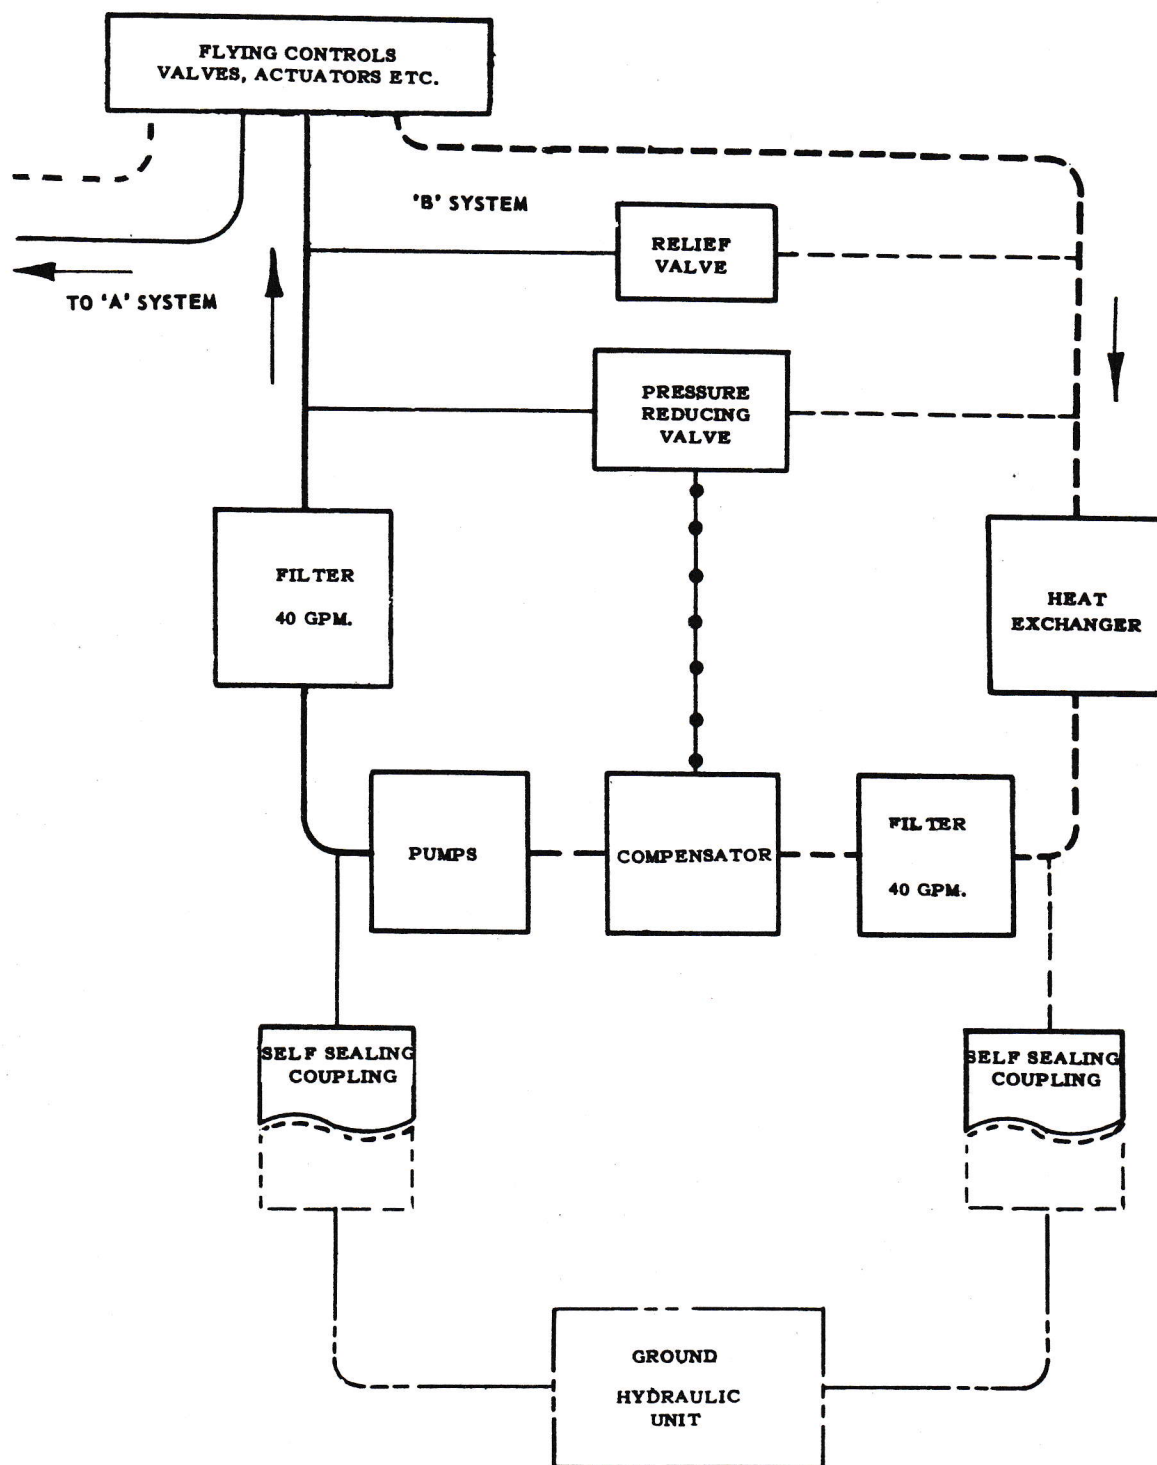 FLYING CONTROLS
VALVES, ACTUATORS ETC.
'B' SYSTEM
RELIEF
VALVE
TO 'A' SYSTEM
PRESSURE
REDUCING
VALVE
FILTER
40 GPM.
HEAT
EXCHANGER
PUMPS
COMPENSATOR
FILTER
40 GPM.
SELF SEALING
COUPLING
SELF SEALING
COUPLING
GROUND
HYDRAULIC
UNIT